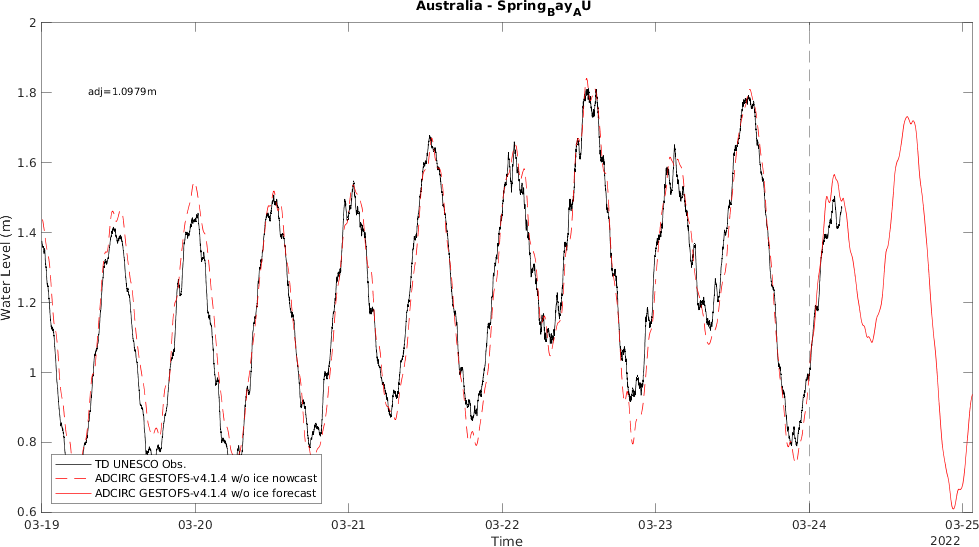 Australia - SpringBayAU
2
1.8
1.6
1.4
1.2
1
0.8
0.6
Water Level (m)
adj=1.0979m
TD UNESCO Obs.
ADCIRC GESTOFS-v4.1.4 w/o ice nowcast
ADCIRC GESTOFS-v4.1.4 w/o ice forecast
03-19 03-20 03-21 03-22 03-23 03-24 03-25
Time
2022